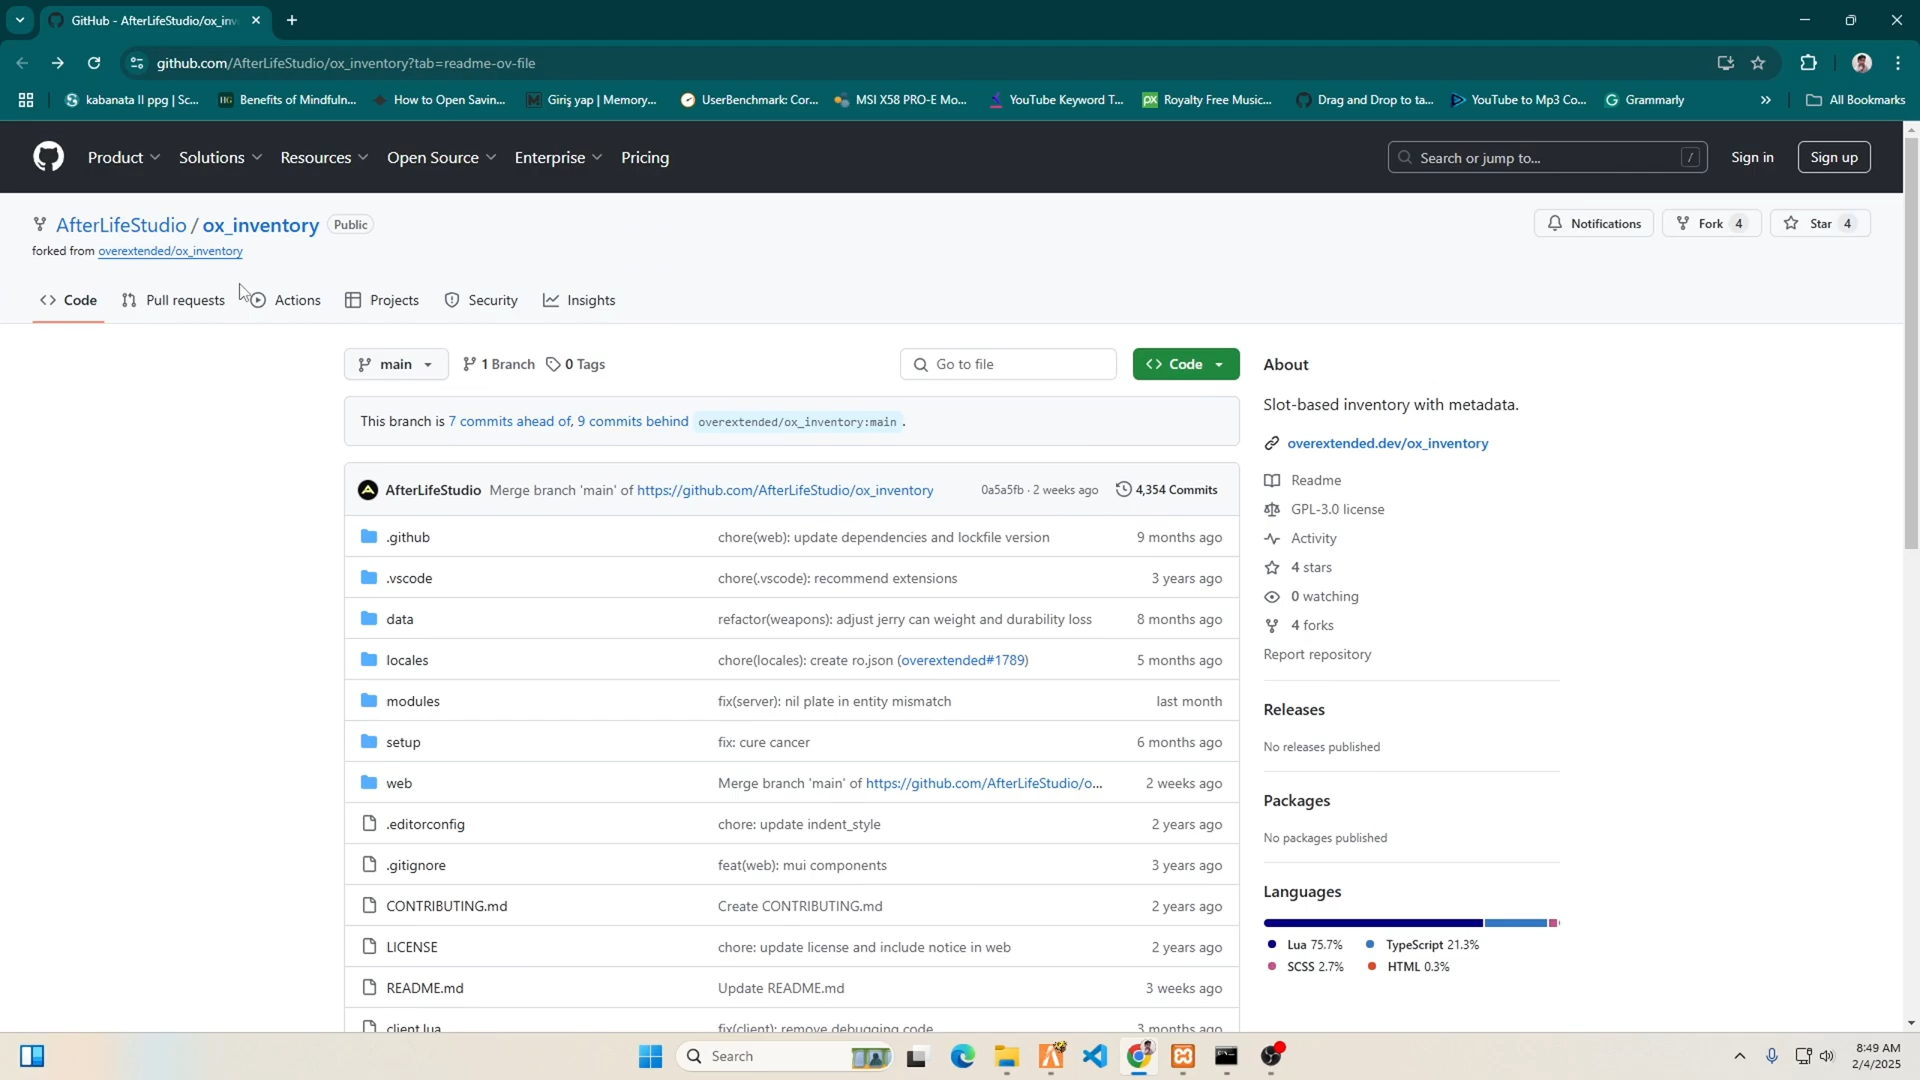 GitHub - AfterLifeStudio/ox_inv
github.com/AfterLifeStudio/ox_inventory?tab=readme-ov-file
kabanata II ppg | Sc...
Benefits of Mindfuln...
How to Open Savin...
Giriş yap | Memory...
UserBenchmark: Cor...
MSI X58 PRO-E Mo...
YouTube Keyword T...
Royalty Free Music...
Drag and Drop to ta...
YouTube to Mp3 Co...
Grammarly
All Bookmarks
Product
Solutions
Resources
Open Source
Enterprise
Pricing
Search or jump to...
/
Sign in
Sign up
AfterLifeStudio / ox_inventory Public
forked from overextended/ox_inventory
Notifications
Fork 4
Star 4
Code
Pull requests
Actions
Projects
Security
Insights
main
1 Branch
0 Tags
Go to file
Code
This branch is 7 commits ahead of, 9 commits behind overextended/ox_inventory:main .
AfterLifeStudio Merge branch 'main' of https://github.com/AfterLifeStudio/ox_inventory 0a5a5fb · 2 weeks ago 4,354 Commits
.github chore(web): update dependencies and lockfile version 9 months ago
.vscode chore(.vscode): recommend extensions 3 years ago
data refactor(weapons): adjust jerry can weight and durability loss 8 months ago
locales chore(locales): create ro.json (overextended#1789) 5 months ago
modules fix(server): nil plate in entity mismatch last month
setup fix: cure cancer 6 months ago
web Merge branch 'main' of https://github.com/AfterLifeStudio/o... 2 weeks ago
.editorconfig chore: update indent_style 2 years ago
.gitignore feat(web): mui components 3 years ago
CONTRIBUTING.md Create CONTRIBUTING.md 2 years ago
LICENSE chore: update license and include notice in web 2 years ago
README.md Update README.md 3 weeks ago
client.lua fix(client): remove debugging code 3 months ago
About
Slot-based inventory with metadata.
overextended.dev/ox_inventory
Readme
GPL-3.0 license
Activity
4 stars
0 watching
4 forks
Report repository
Releases
No releases published
Packages
No packages published
Languages
Lua 75.7% TypeScript 21.3%
SCSS 2.7% HTML 0.3%
Search
8:49 AM
2/4/2025